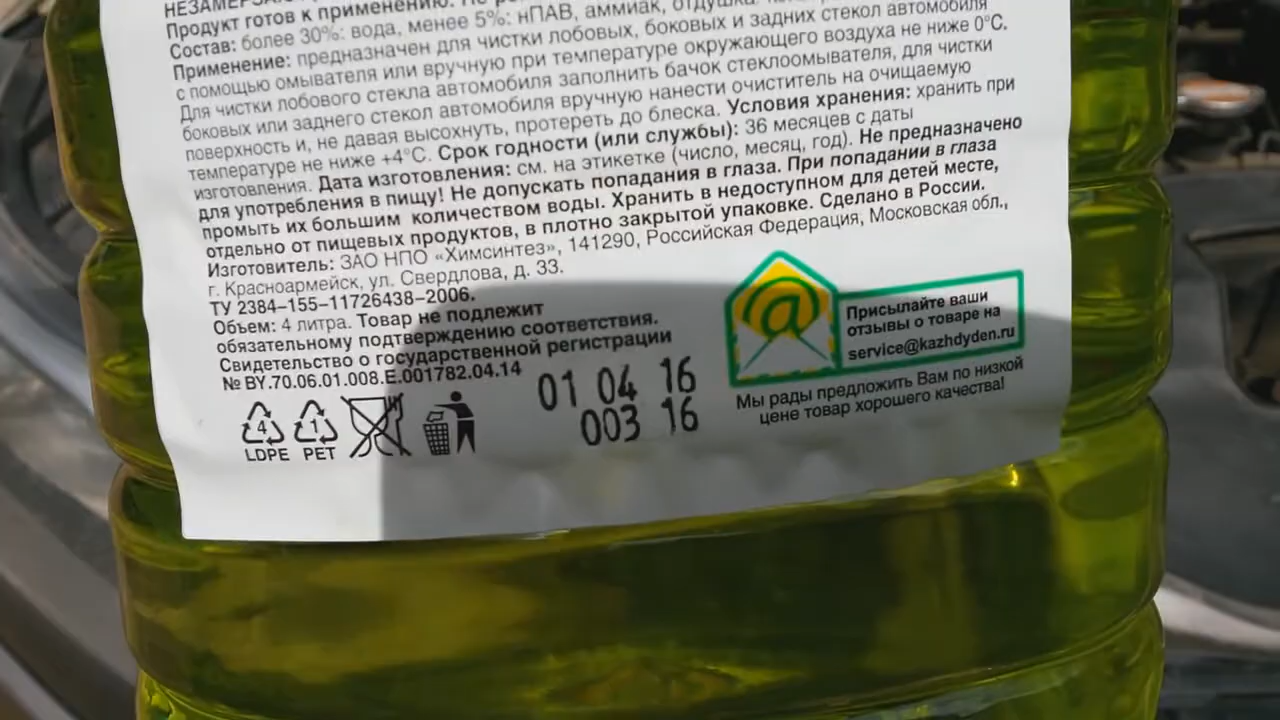 Продукт готов к применению.
Состав: более 30%: вода, менее 5%: нПАВ, аммиак, отдушка,
Применение: предназначен для чистки лобовых, боковых и задних стекол автомобиля
с помощью омывателя или вручную при температуре окружающего воздуха не ниже 0°С.
Для чистки лобового стекла автомобиля заполнить бачок стеклоомывателя, для чистки
боковых или заднего стекол автомобиля вручную нанести очиститель на очищаемую
поверхность и, не давая высохнуть, протереть до блеска. Условия хранения: хранить при
температуре не ниже +4°С. Срок годности (или службы): 36 месяцев с даты
изготовления. Дата изготовления: см. на этикетке (число, месяц, год). Не предназначено
для употребления в пищу! Не допускать попадания в глаза. При попадании в глаза
промыть их большим количеством воды. Хранить в недоступном для детей месте,
отдельно от пищевых продуктов, в плотно закрытой упаковке. Сделано в России.
Изготовитель: ЗАО НПО «Химсинтез», 141290, Российская Федерация, Московская обл.,
г. Красноармейск, ул. Свердлова, д. 33.
ТУ 2384–155–11726438–2006.
Объем: 4 литра. Товар не подлежит
обязательному подтверждению соответствия.
Свидетельство о государственной регистрации
№ BY.70.06.01.008.E.001782.04.14
01 04 16
003 16
4
LDPE
1
PET
@
Присылайте ваши
отзывы о товаре на
service@kazhdyden.ru
Мы рады предложить Вам по низкой
цене товар хорошего качества!